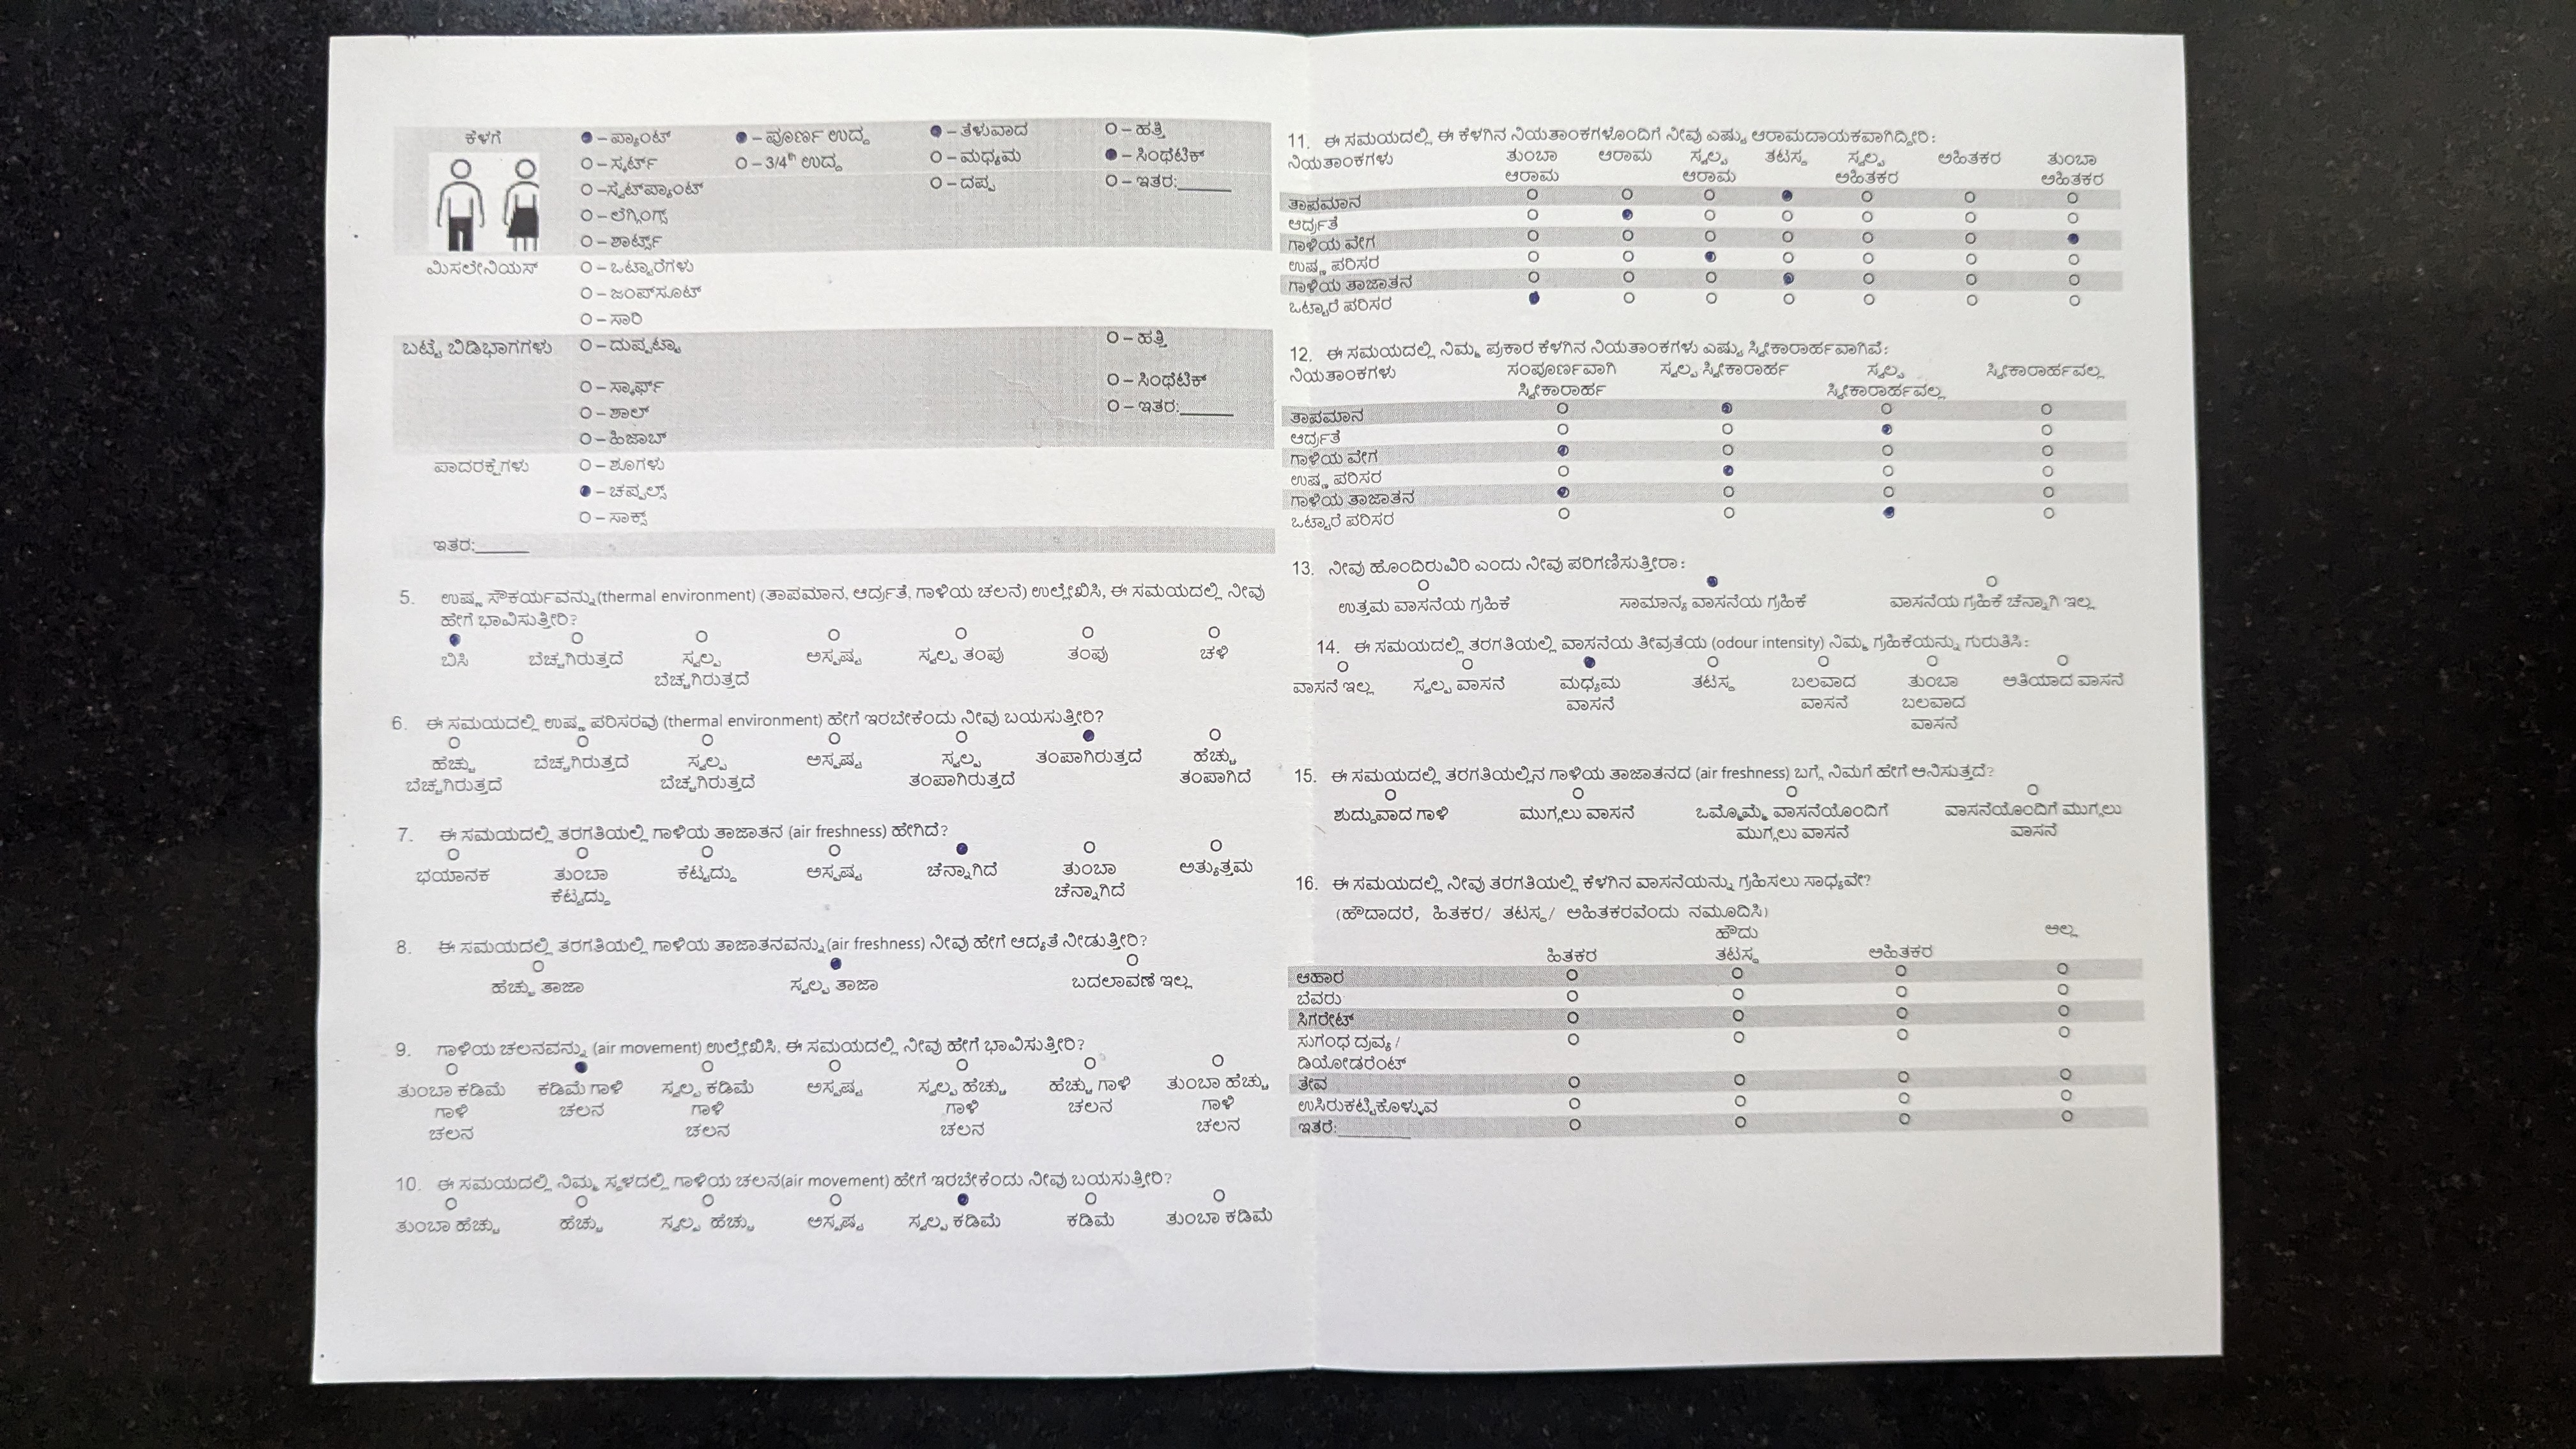 ಕೆಳಗೆ ● – ಪ್ಯಾಂಟ್ ● – ಪೂರ್ಣ ಉದ್ದ ● – ತೆಳುವಾದ O – ಹತ್ತಿ
O – ಸ್ಕರ್ಟ್ O – 3/4th ಉದ್ದ O – ಮಧ್ಯಮ ● – ಸಿಂಥೆಟಿಕ್
O – ಸ್ವೆಟ್‌ಪ್ಯಾಂಟ್ O – ದಪ್ಪ O – ಇತರ:______
O – ಲೆಗ್ಗಿಂಗ್ಸ್
O – ಶಾರ್ಟ್ಸ್
ಮಿಸಲೇನಿಯಸ್ O – ಒಟ್ಟಾರೆಗಳು
O – ಜಂಪ್‌ಸೂಟ್
O – ಸಾರಿ
ಬಟ್ಟೆ ಬಿಡಿಭಾಗಗಳು O – ದುಪ್ಪಟ್ಟಾ O – ಹತ್ತಿ
O – ಸ್ಕಾರ್ಫ್ O – ಸಿಂಥೆಟಿಕ್
O – ಶಾಲ್ O – ಇತರ:______
O – ಹಿಜಾಬ್
ಪಾದರಕ್ಷೆಗಳು O – ಶೂಗಳು
● – ಚಪ್ಪಲ್ಸ್
O – ಸಾಕ್ಸ್
ಇತರ:______
5. ಉಷ್ಣ ಸೌಕರ್ಯವನ್ನು(thermal environment) (ತಾಪಮಾನ, ಆರ್ದ್ರತೆ, ಗಾಳಿಯ ಚಲನೆ) ಉಲ್ಲೇಖಿಸಿ, ಈ ಸಮಯದಲ್ಲಿ ನೀವು
ಹೇಗೆ ಭಾವಿಸುತ್ತೀರಿ?
● O O O O O O
ಬಿಸಿ ಬೆಚ್ಚಗಿರುತ್ತದೆ ಸ್ವಲ್ಪ ಅಸ್ಪಷ್ಟ ಸ್ವಲ್ಪ ತಂಪು ತಂಪು ಚಳಿ
ಬೆಚ್ಚಗಿರುತ್ತದೆ
6. ಈ ಸಮಯದಲ್ಲಿ ಉಷ್ಣ ಪರಿಸರವು (thermal environment) ಹೇಗೆ ಇರಬೇಕೆಂದು ನೀವು ಬಯಸುತ್ತೀರಿ?
O O O O O ● O
ಹೆಚ್ಚು ಬೆಚ್ಚಗಿರುತ್ತದೆ ಸ್ವಲ್ಪ ಅಸ್ಪಷ್ಟ ಸ್ವಲ್ಪ ತಂಪಾಗಿರುತ್ತದೆ ಹೆಚ್ಚು
ಬೆಚ್ಚಗಿರುತ್ತದೆ ಬೆಚ್ಚಗಿರುತ್ತದೆ ತಂಪಾಗಿರುತ್ತದೆ ತಂಪಾಗಿದೆ
7. ಈ ಸಮಯದಲ್ಲಿ ತರಗತಿಯಲ್ಲಿ ಗಾಳಿಯ ತಾಜಾತನ (air freshness) ಹೇಗಿದೆ?
O O O O ● O O
ಭಯಾನಕ ತುಂಬಾ ಕೆಟ್ಟದ್ದು ಅಸ್ಪಷ್ಟ ಚೆನ್ನಾಗಿದೆ ತುಂಬಾ ಅತ್ಯುತ್ತಮ
ಕೆಟ್ಟದ್ದು ಚೆನ್ನಾಗಿದೆ
8. ಈ ಸಮಯದಲ್ಲಿ ತರಗತಿಯಲ್ಲಿ ಗಾಳಿಯ ತಾಜಾತನವನ್ನು(air freshness) ನೀವು ಹೇಗೆ ಆದ್ಯತೆ ನೀಡುತ್ತೀರಿ?
O ● O
ಹೆಚ್ಚು ತಾಜಾ ಸ್ವಲ್ಪ ತಾಜಾ ಬದಲಾವಣೆ ಇಲ್ಲ
9. ಗಾಳಿಯ ಚಲನವನ್ನು (air movement) ಉಲ್ಲೇಖಿಸಿ, ಈ ಸಮಯದಲ್ಲಿ ನೀವು ಹೇಗೆ ಭಾವಿಸುತ್ತೀರಿ?
O ● O O O O O
ತುಂಬಾ ಕಡಿಮೆ ಕಡಿಮೆ ಗಾಳಿ ಸ್ವಲ್ಪ ಕಡಿಮೆ ಅಸ್ಪಷ್ಟ ಸ್ವಲ್ಪ ಹೆಚ್ಚು ಹೆಚ್ಚು ಗಾಳಿ ತುಂಬಾ ಹೆಚ್ಚು
ಗಾಳಿ ಚಲನ ಗಾಳಿ ಗಾಳಿ ಚಲನ ಗಾಳಿ
ಚಲನ ಚಲನ ಚಲನ ಚಲನ
10. ಈ ಸಮಯದಲ್ಲಿ ನಿಮ್ಮ ಸ್ಥಳದಲ್ಲಿ ಗಾಳಿಯ ಚಲನ(air movement) ಹೇಗೆ ಇರಬೇಕೆಂದು ನೀವು ಬಯಸುತ್ತೀರಿ?
O O O O ● O O
ತುಂಬಾ ಹೆಚ್ಚು ಹೆಚ್ಚು ಸ್ವಲ್ಪ ಹೆಚ್ಚು ಅಸ್ಪಷ್ಟ ಸ್ವಲ್ಪ ಕಡಿಮೆ ಕಡಿಮೆ ತುಂಬಾ ಕಡಿಮೆ
11. ಈ ಸಮಯದಲ್ಲಿ ಈ ಕೆಳಗಿನ ನಿಯತಾಂಕಗಳೊಂದಿಗೆ ನೀವು ಎಷ್ಟು ಆರಾಮದಾಯಕವಾಗಿದ್ದೀರಿ:
ನಿಯತಾಂಕಗಳು ತುಂಬಾ ಆರಾಮ ಸ್ವಲ್ಪ ತಟಸ್ಥ ಸ್ವಲ್ಪ ಅಹಿತಕರ ತುಂಬಾ
ಆರಾಮ ಆರಾಮ ಅಹಿತಕರ ಅಹಿತಕರ
ತಾಪಮಾನ O O O ● O O O
ಆರ್ದ್ರತೆ O ● O O O O O
ಗಾಳಿಯ ವೇಗ O O O O O O ●
ಉಷ್ಣ ಪರಿಸರ O O ● O O O O
ಗಾಳಿಯ ತಾಜಾತನ O O O ● O O O
ಒಟ್ಟಾರೆ ಪರಿಸರ ● O O O O O O
12. ಈ ಸಮಯದಲ್ಲಿ ನಿಮ್ಮ ಪ್ರಕಾರ ಕೆಳಗಿನ ನಿಯತಾಂಕಗಳು ಎಷ್ಟು ಸ್ವೀಕಾರಾರ್ಹವಾಗಿವೆ:
ನಿಯತಾಂಕಗಳು ಸಂಪೂರ್ಣವಾಗಿ ಸ್ವಲ್ಪ ಸ್ವೀಕಾರಾರ್ಹ ಸ್ವಲ್ಪ ಸ್ವೀಕಾರಾರ್ಹವಲ್ಲ
ಸ್ವೀಕಾರಾರ್ಹ ಸ್ವೀಕಾರಾರ್ಹವಲ್ಲ
ತಾಪಮಾನ O ● O O
ಆರ್ದ್ರತೆ O O ● O
ಗಾಳಿಯ ವೇಗ ● O O O
ಉಷ್ಣ ಪರಿಸರ O ● O O
ಗಾಳಿಯ ತಾಜಾತನ ● O O O
ಒಟ್ಟಾರೆ ಪರಿಸರ O O ● O
13. ನೀವು ಹೊಂದಿರುವಿರಿ ಎಂದು ನೀವು ಪರಿಗಣಿಸುತ್ತೀರಾ:
O ● O
ಉತ್ತಮ ವಾಸನೆಯ ಗ್ರಹಿಕೆ ಸಾಮಾನ್ಯ ವಾಸನೆಯ ಗ್ರಹಿಕೆ ವಾಸನೆಯ ಗ್ರಹಿಕೆ ಚೆನ್ನಾಗಿ ಇಲ್ಲ
14. ಈ ಸಮಯದಲ್ಲಿ ತರಗತಿಯಲ್ಲಿ ವಾಸನೆಯ ತೀವ್ರತೆಯ (odour intensity) ನಿಮ್ಮ ಗ್ರಹಿಕೆಯನ್ನು ಗುರುತಿಸಿ:
O O ● O O O O
ವಾಸನೆ ಇಲ್ಲ ಸ್ವಲ್ಪ ವಾಸನೆ ಮಧ್ಯಮ ತಟಸ್ಥ ಬಲವಾದ ತುಂಬಾ ಅತಿಯಾದ ವಾಸನೆ
ವಾಸನೆ ವಾಸನೆ ಬಲವಾದ
ವಾಸನೆ
15. ಈ ಸಮಯದಲ್ಲಿ ತರಗತಿಯಲ್ಲಿನ ಗಾಳಿಯ ತಾಜಾತನದ (air freshness) ಬಗ್ಗೆ ನಿಮಗೆ ಹೇಗೆ ಅನಿಸುತ್ತದೆ?
O O O O
ಶುದ್ಧವಾದ ಗಾಳಿ ಮುಗ್ಗಲು ವಾಸನೆ ಒಮ್ಮೊಮ್ಮೆ ವಾಸನೆಯೊಂದಿಗೆ ವಾಸನೆಯೊಂದಿಗೆ ಮುಗ್ಗಲು
ಮುಗ್ಗಲು ವಾಸನೆ ವಾಸನೆ
16. ಈ ಸಮಯದಲ್ಲಿ ನೀವು ತರಗತಿಯಲ್ಲಿ ಕೆಳಗಿನ ವಾಸನೆಯನ್ನು ಗ್ರಹಿಸಲು ಸಾಧ್ಯವೇ?
(ಹೌದಾದರೆ, ಹಿತಕರ/ ತಟಸ್ಥ/ ಅಹಿತಕರವೆಂದು ನಮೂದಿಸಿ)
ಹೌದು ಅಲ್ಲ
ಹಿತಕರ ತಟಸ್ಥ ಅಹಿತಕರ
ಆಹಾರ O O O O
ಬೆವರು O O O O
ಸಿಗರೇಟ್ O O O O
ಸುಗಂಧ ದ್ರವ್ಯ / O O O O
ಡಿಯೋಡರೆಂಟ್
ತೇವ O O O O
ಉಸಿರುಕಟ್ಟಿಕೊಳ್ಳುವ O O O O
ಇತರೆ:________ O O O O